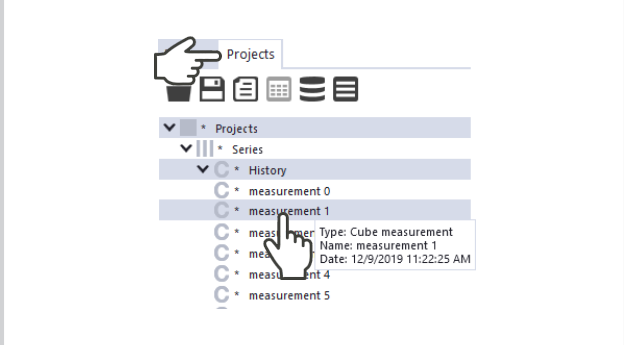 Projects
* Projects
* Series
C * History
C * measurement 0
C * measurement 1
C *
C *
C * measurement 4
C * measurement 5
Type: Cube measurement
Name: measurement 1
Date: 12/9/2019 11:22:25 AM